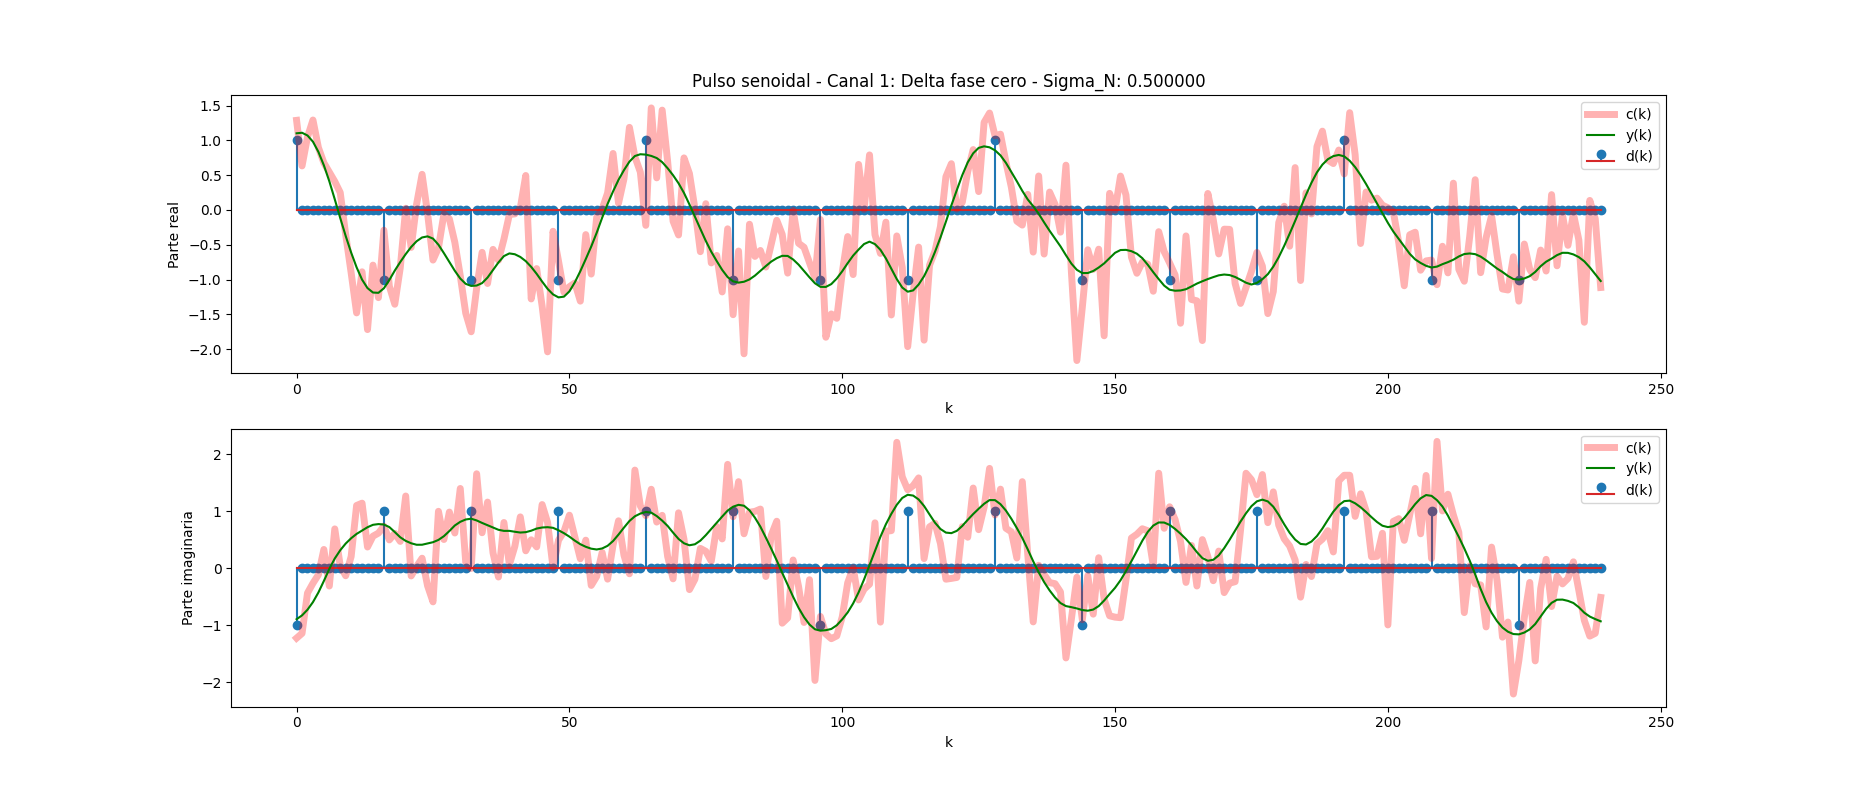 Pulso senoidal - Canal 1: Delta fase cero - Sigma_N: 0.500000
1.5
1.0
0.5
0.0
−0.5
−1.0
−1.5
−2.0
Parte real
c(k)
y(k)
d(k)
0
50
100
150
200
250
k
2
1
0
−1
−2
Parte imaginaria
c(k)
y(k)
d(k)
0
50
100
150
200
250
k